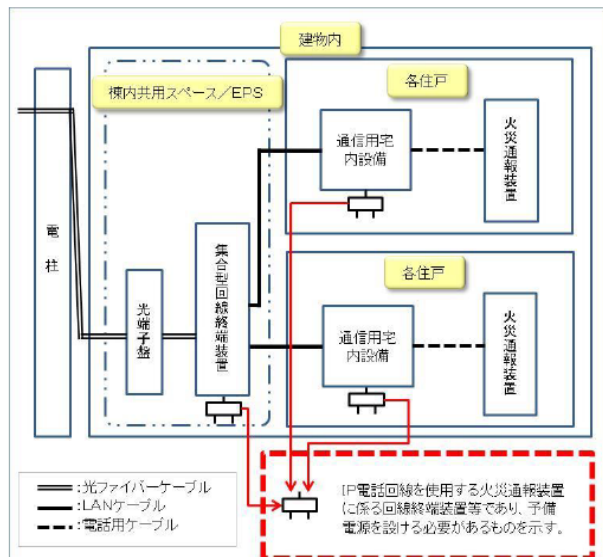 建物内
棟内共用スペース／EPS
各住戸
通信用宅
内設備
火災通報装置
電柱
集合型回線終端装置
光端子盤
各住戸
通信用宅
内設備
火災通報装置
:光ファイバーケーブル
:LANケーブル
:電話用ケーブル
IP電話回線を使用する火災通報装置
に係る回線終端装置等であり、予備
電源を設ける必要があるものを示す。